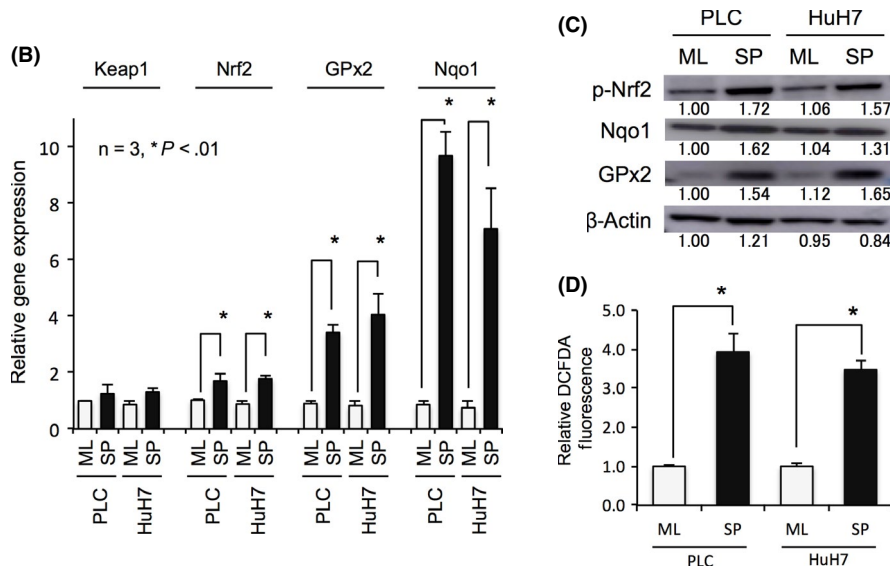 (B)
Keap1 Nrf2 GPx2 Nqo1
n = 3, *P < .01
* * * * * *
Relative gene expression
10
8
6
4
2
0
ML SP ML SP ML SP ML SP ML SP ML SP ML SP ML SP
PLC HuH7 PLC HuH7 PLC HuH7 PLC HuH7
(C)
PLC HuH7
ML SP ML SP
p-Nrf2
1.00 1.72 1.06 1.57
Nqo1
1.00 1.62 1.04 1.31
GPx2
1.00 1.54 1.12 1.65
β-Actin
1.00 1.21 0.95 0.84
(D)
* *
Relative DCFDA
fluorescence
5.0
4.0
3.0
2.0
1.0
0.0
ML SP ML SP
PLC HuH7